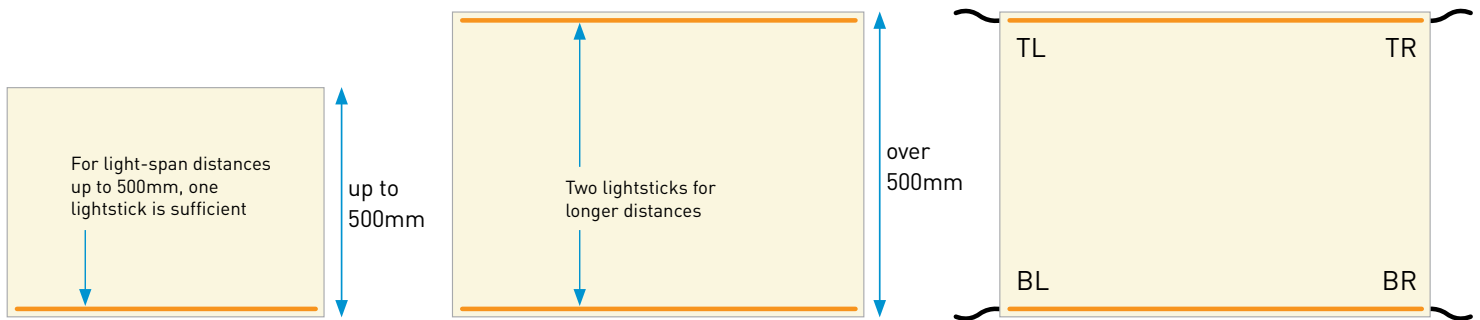 For light-span distances
up to 500mm, one
lightstick is sufficient
up to
500mm
Two lightsticks for
longer distances
over
500mm
TL
TR
BL
BR